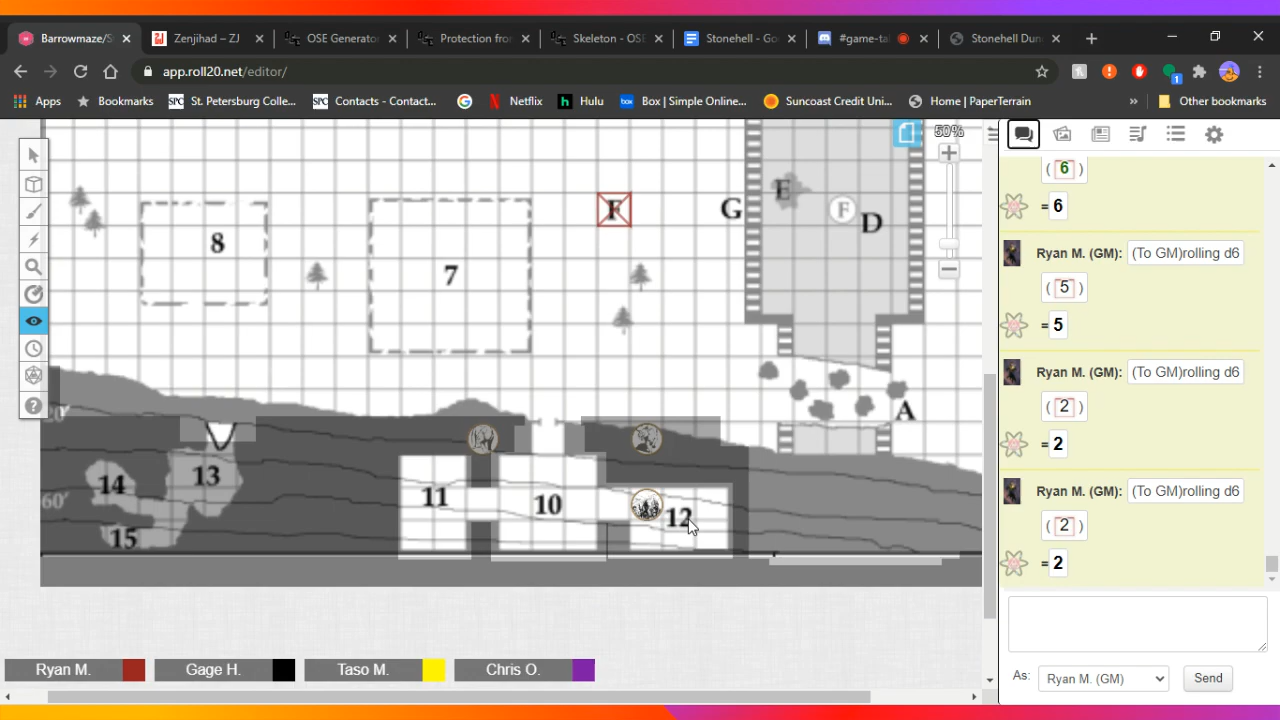 Barrowmaze/S
Zenjihad – ZJ
OSE Generator
Protection fro
Skeleton - OSE
Stonehell - Go
#game-ta
Stonehell Dun
app.roll20.net/editor/
Apps
Bookmarks
St. Petersburg Colle...
Contacts - Contact...
Netflix
Hulu
Box | Simple Online...
Suncoast Credit Uni...
Home | PaperTerrain
»
Other bookmarks
50%
8
7
F
G
E
F
D
A
13
14
15
60'
11
10
12
( 6 )
= 6
Ryan M. (GM): (To GM)rolling d6
( 5 )
= 5
Ryan M. (GM): (To GM)rolling d6
( 2 )
= 2
Ryan M. (GM): (To GM)rolling d6
( 2 )
= 2
Ryan M.
Gage H.
Taso M.
Chris O.
As:
Ryan M. (GM)
Send